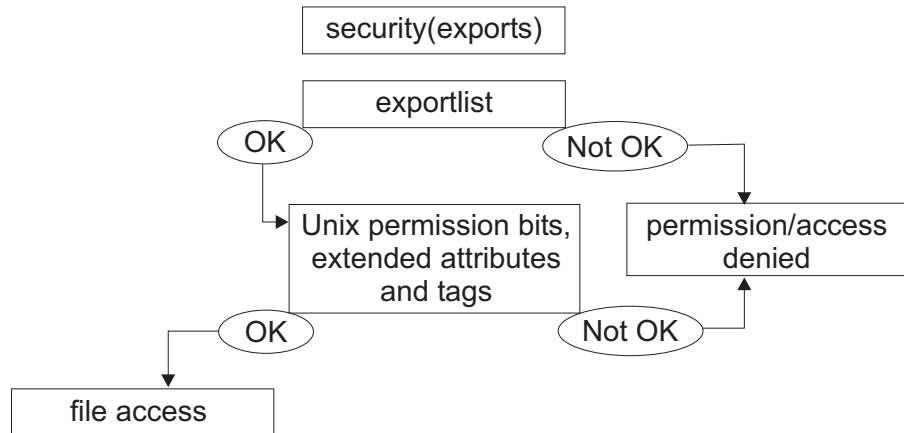 security(exports)
exportlist
OK
Not OK
Unix permission bits,
extended attributes
and tags
permission/access
denied
OK
Not OK
file access